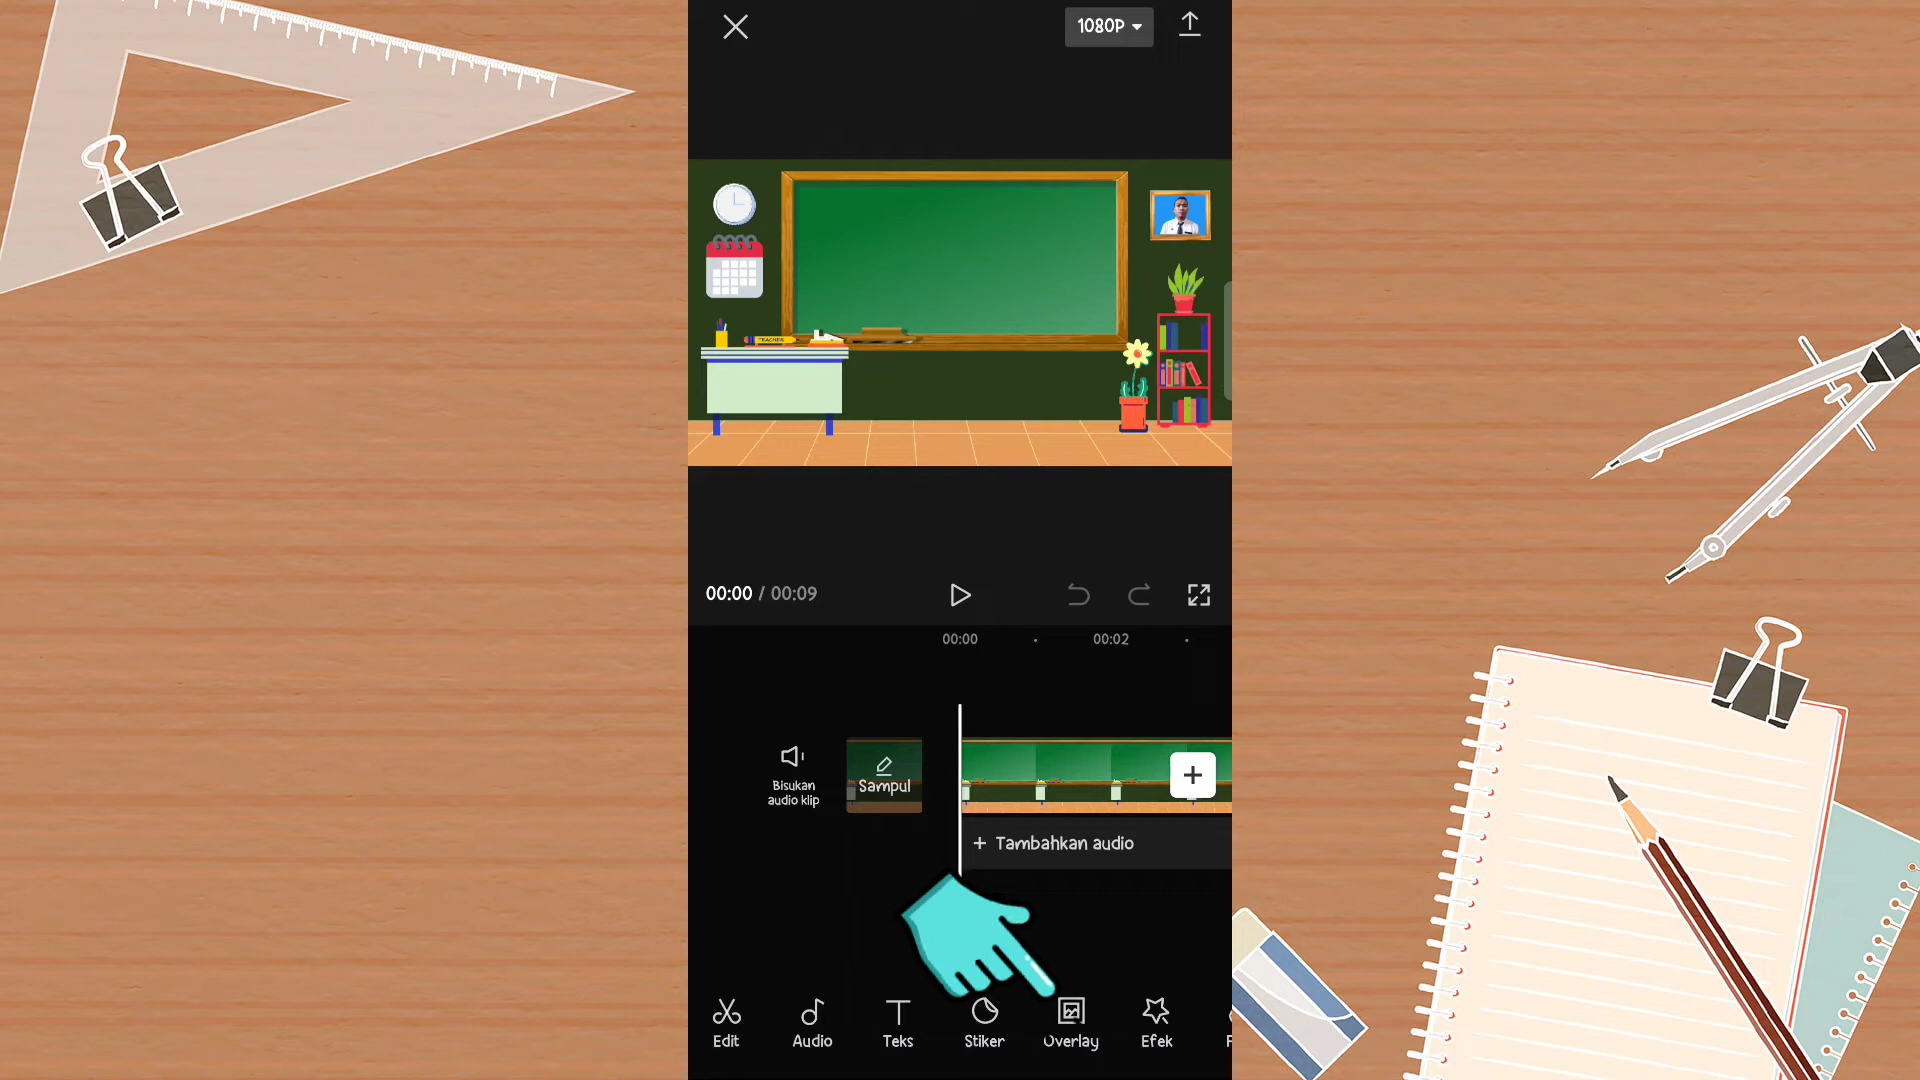 1080P
TEACHER
00:00 / 00:09
00:00
00:02
Bisukan
audio klip
Sampul
+ Tambahkan audio
Edit
Audio
Teks
Stiker
Overlay
Efek